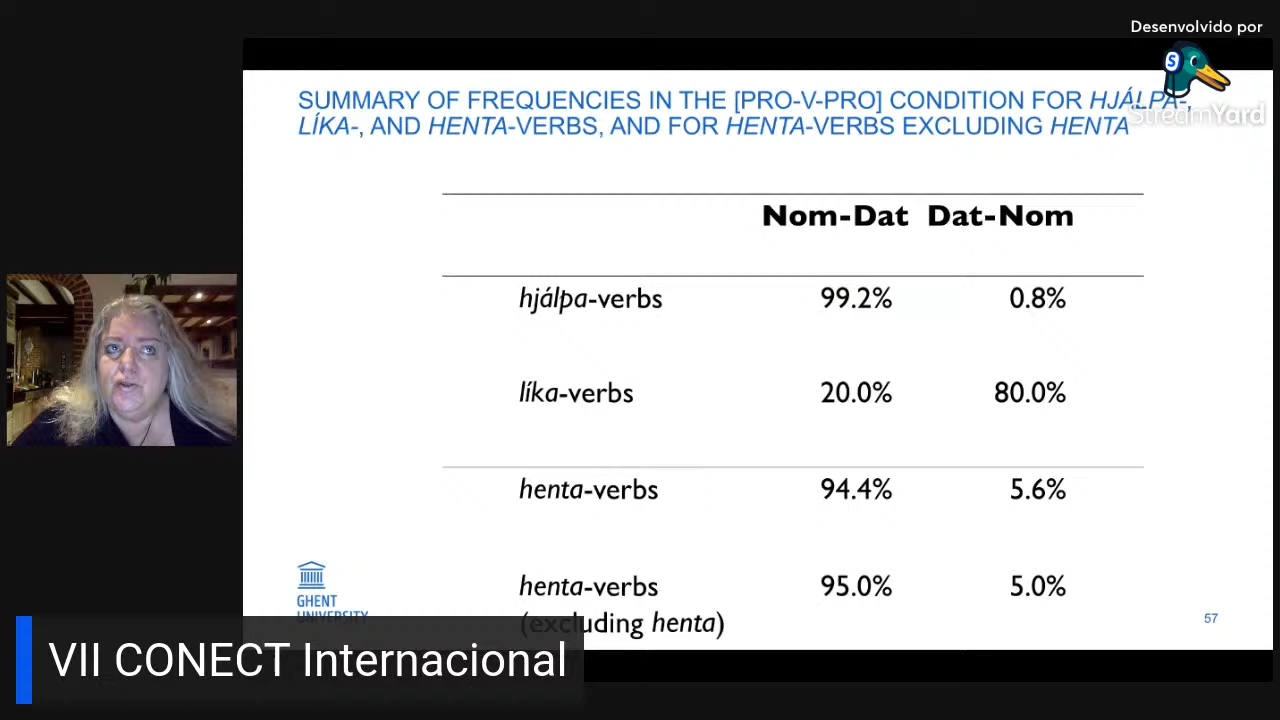 Desenvolvido por
StreamYard
SUMMARY OF FREQUENCIES IN THE [PRO-V-PRO] CONDITION FOR HJÁLPA-,
LÍKA-, AND HENTA-VERBS, AND FOR HENTA-VERBS EXCLUDING HENTA
Nom-Dat Dat-Nom
hjálpa-verbs 99.2% 0.8%
líka-verbs 20.0% 80.0%
henta-verbs 94.4% 5.6%
henta-verbs 95.0% 5.0%
(excluding henta)
GHENT
UNIVERSITY
57
VII CONECT Internacional